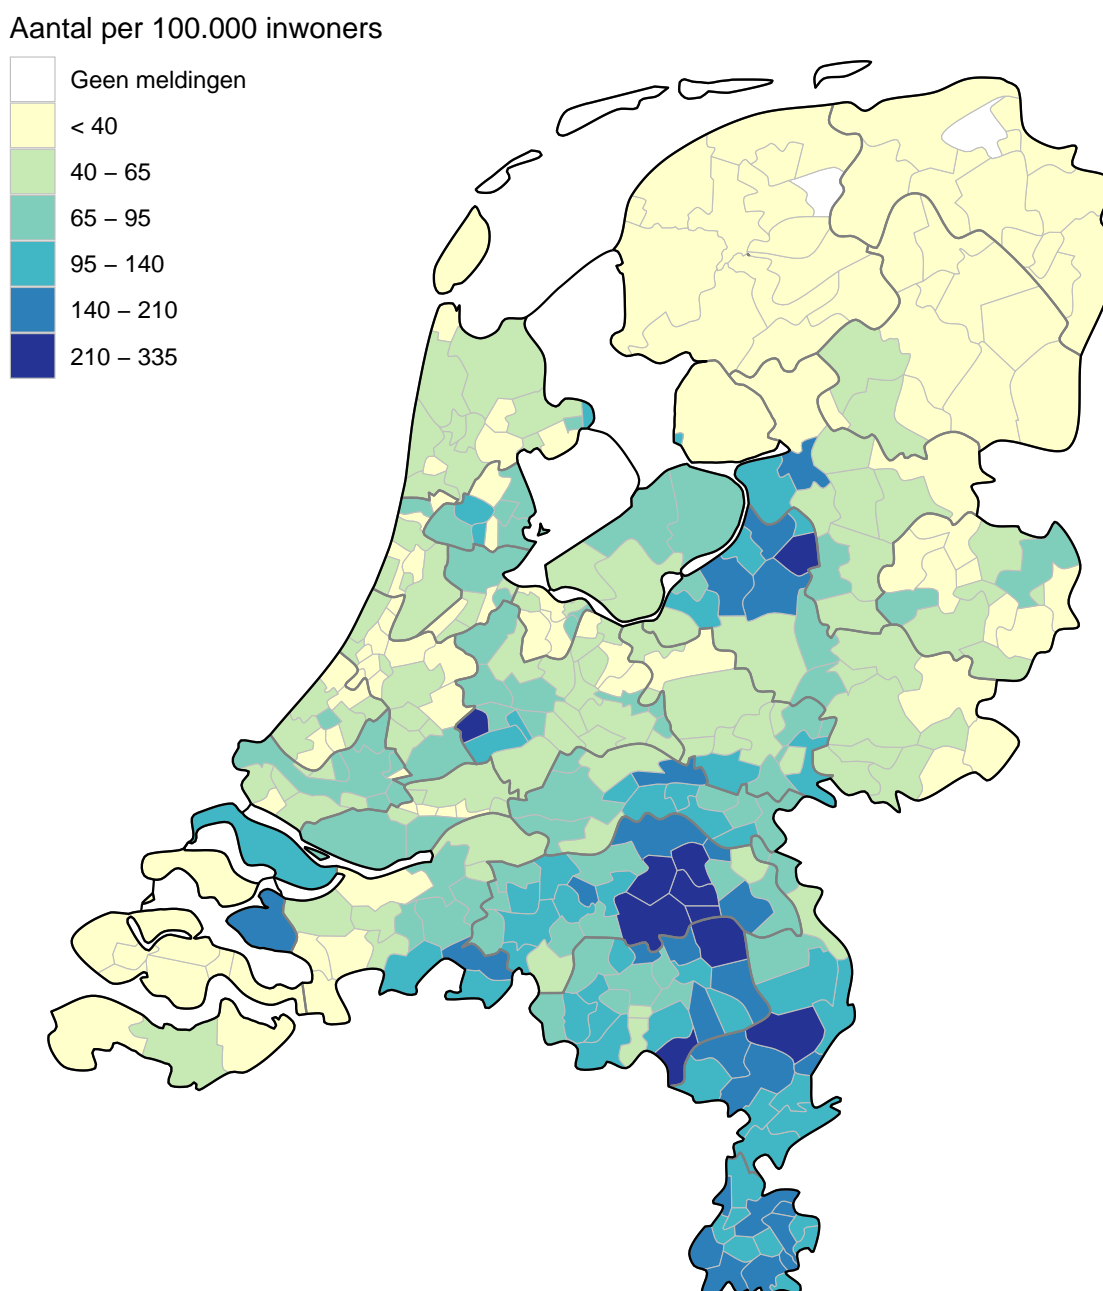 Aantal per 100.000 inwoners
Geen meldingen
< 40
40 – 65
65 – 95
95 – 140
140 – 210
210 – 335